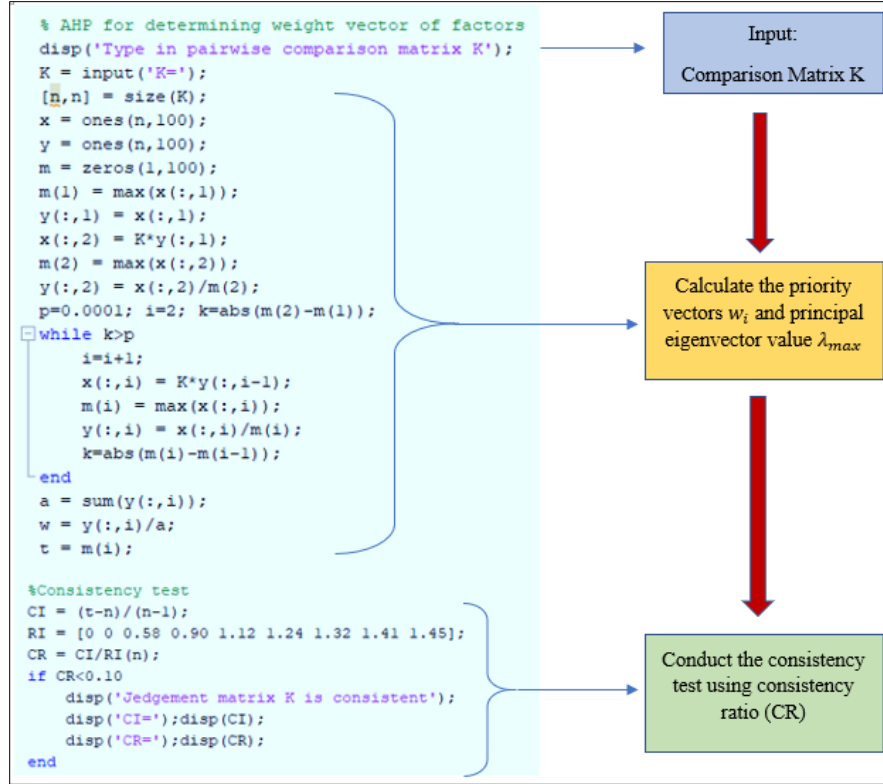 % AHP for determining weight vector of factors
disp('Type in pairwise comparison matrix K');
K = input('K=');
[n,n] = size(K);
x = ones(n,100);
y = ones(n,100);
m = zeros(1,100);
m(1) = max(x(:,1));
y(:,1) = x(:,1);
x(:,2) = K*y(:,1);
m(2) = max(x(:,2));
y(:,2) = x(:,2)/m(2);
p=0.0001; i=2; k=abs(m(2)-m(1));
while k>p
i=i+1;
x(:,i) = K*y(:,i-1);
m(i) = max(x(:,i));
y(:,i) = x(:,i)/m(i);
k=abs(m(i)-m(i-1));
end
a = sum(y(:,i));
w = y(:,i)/a;
t = m(i);
%Consistency test
CI = (t-n)/(n-1);
RI = [0 0 0.58 0.90 1.12 1.24 1.32 1.41 1.45];
CR = CI/RI(n);
if CR<0.10
disp('Jedgement matrix K is consistent');
disp('CI=');disp(CI);
disp('CR=');disp(CR);
end
Input:
Comparison Matrix K
Calculate the priority
vectors w_i and principal
eigenvector value λ_max
Conduct the consistency
test using consistency
ratio (CR)